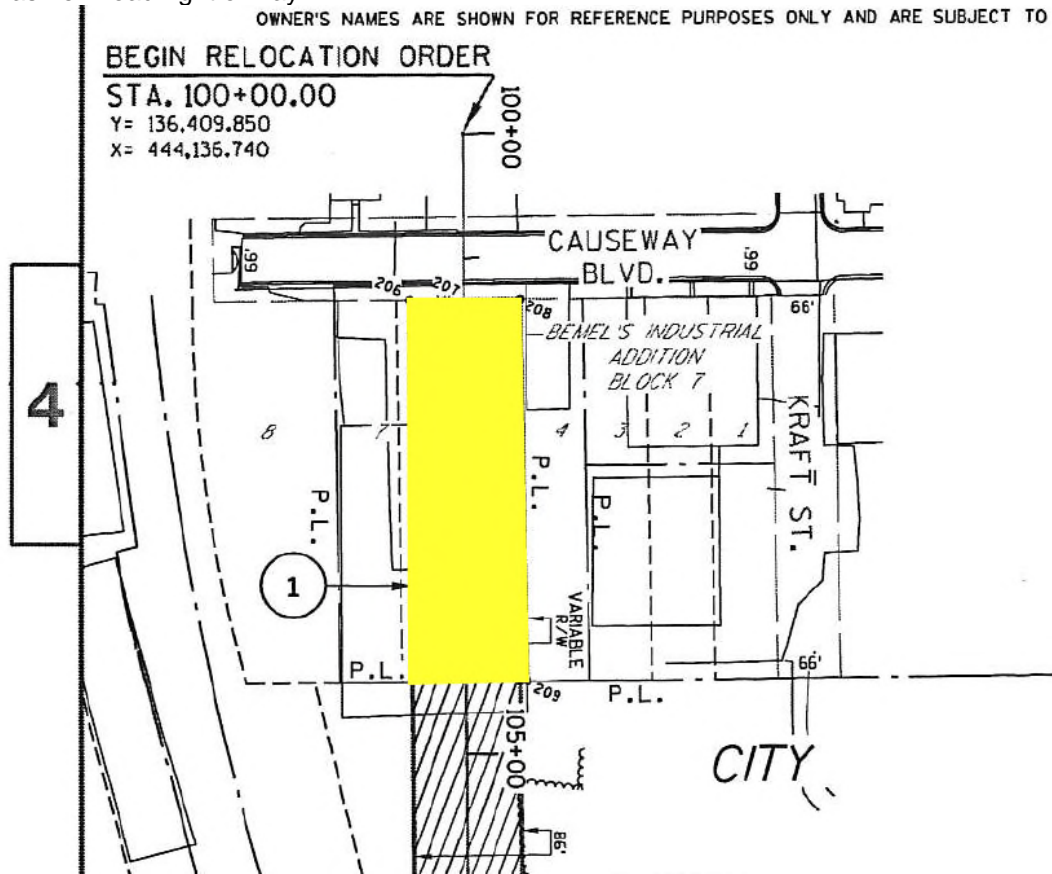 OWNER'S NAMES ARE SHOWN FOR REFERENCE PURPOSES ONLY AND ARE SUBJECT TO
BEGIN RELOCATION ORDER
STA. 100+00.00
Y= 136,409.850
X= 444,136.740
100+00
CAUSEWAY
BLVD.
66'
66'
206
207
208
66'
BEMEL'S INDUSTRIAL
ADDITION
BLOCK 7
4
8
7
4
3
2
1
KRAFT ST.
P.L.
P.L.
P.L.
1
VARIABLE
R/W
66'
P.L.
209
P.L.
105+00
CITY
86'